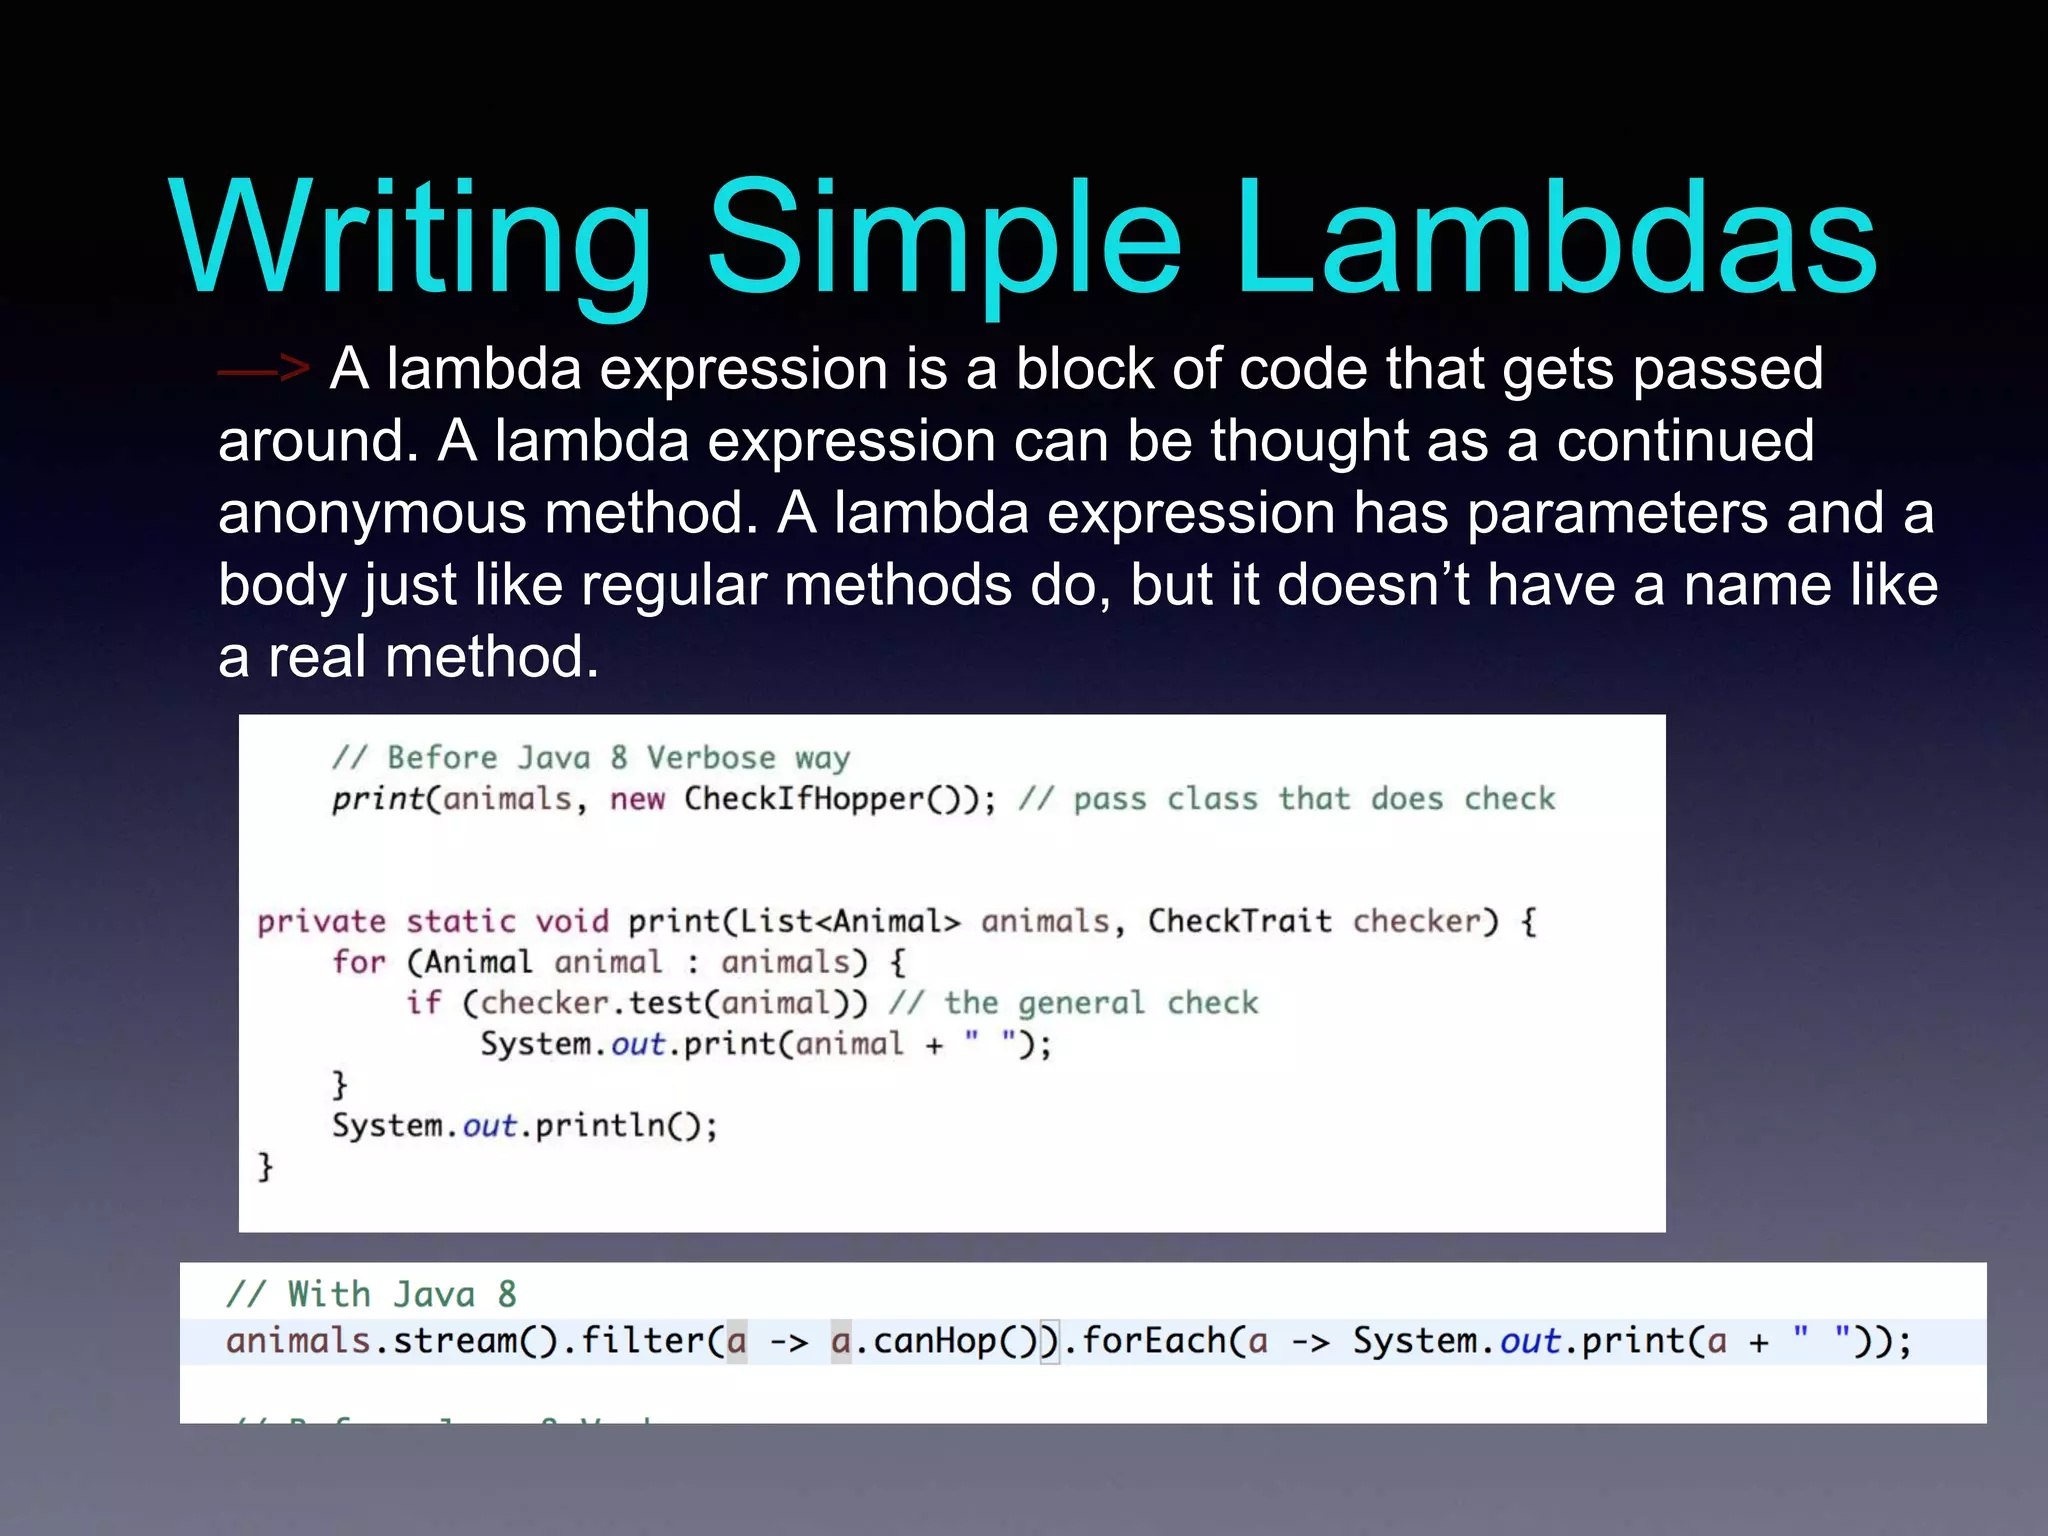 Writing Simple Lambdas
—> A lambda expression is a block of code that gets passed
around. A lambda expression can be thought as a continued
anonymous method. A lambda expression has parameters and a
body just like regular methods do, but it doesn’t have a name like
a real method.
// Before Java 8 Verbose way
print(animals, new CheckIfHopper()); // pass class that does check
private static void print(List<Animal> animals, CheckTrait checker) {
for (Animal animal : animals) {
if (checker.test(animal)) // the general check
System.out.print(animal + " ");
}
System.out.println();
}
// With Java 8
animals.stream().filter(a -> a.canHop()).forEach(a -> System.out.print(a + " "));